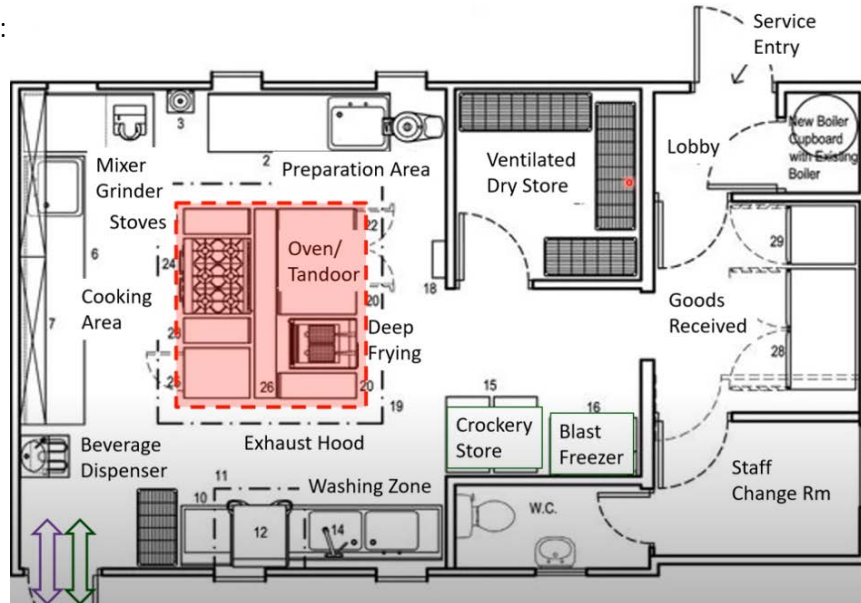 :
Service
Entry
3
2
Mixer
Grinder
Preparation Area
Ventilated
Dry Store
Lobby
New Boiler
Cupboard
with Existing
Boiler
Stoves
22
Oven/
Tandoor
6
24
18
29
20
Cooking
Area
7
23
Deep
Frying
Goods
Received
28
25
26
20
19
15
16
Crockery
Store
Blast
Freezer
Beverage
Dispenser
Exhaust Hood
Staff
Change Rm
11
Washing Zone
10
12
14
W.C.